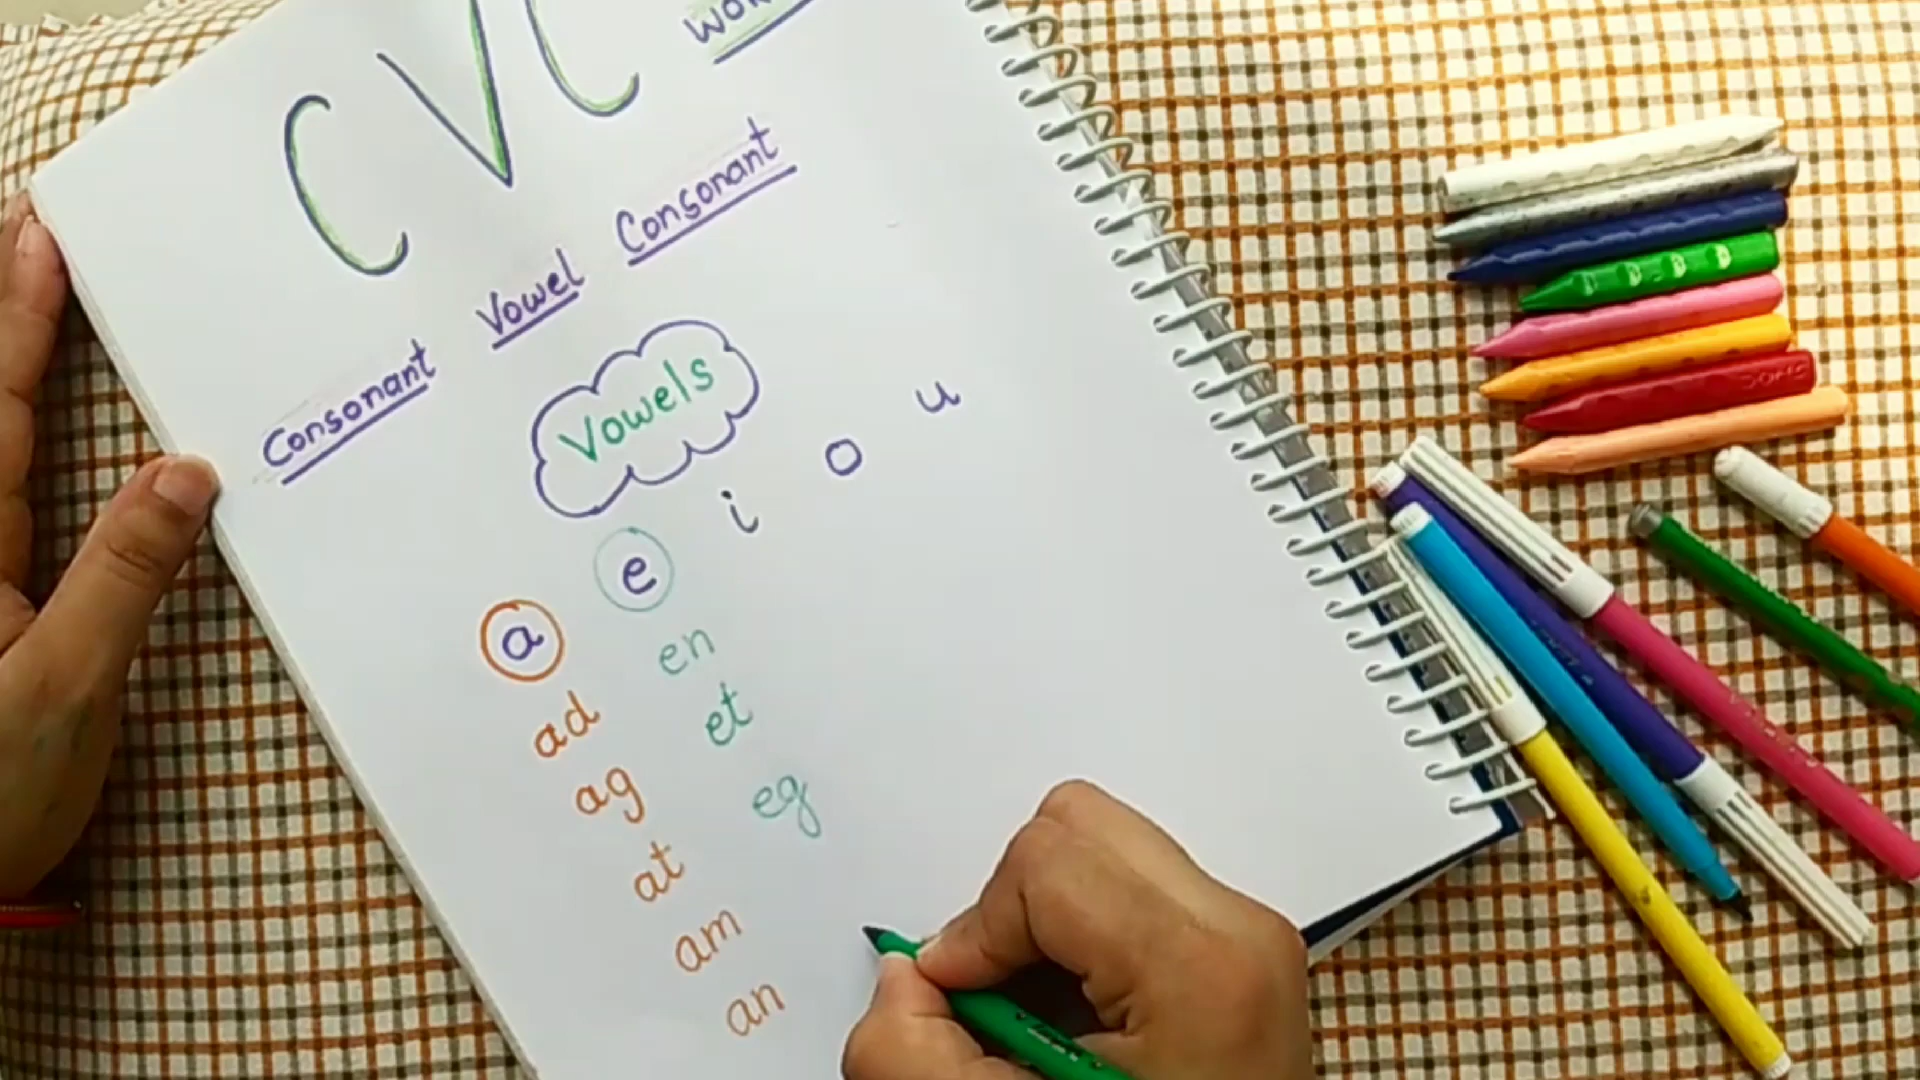 CVC
Consonant Vowel Consonant
Vowels
a e i o u
ad en
ag et
at eg
am
an